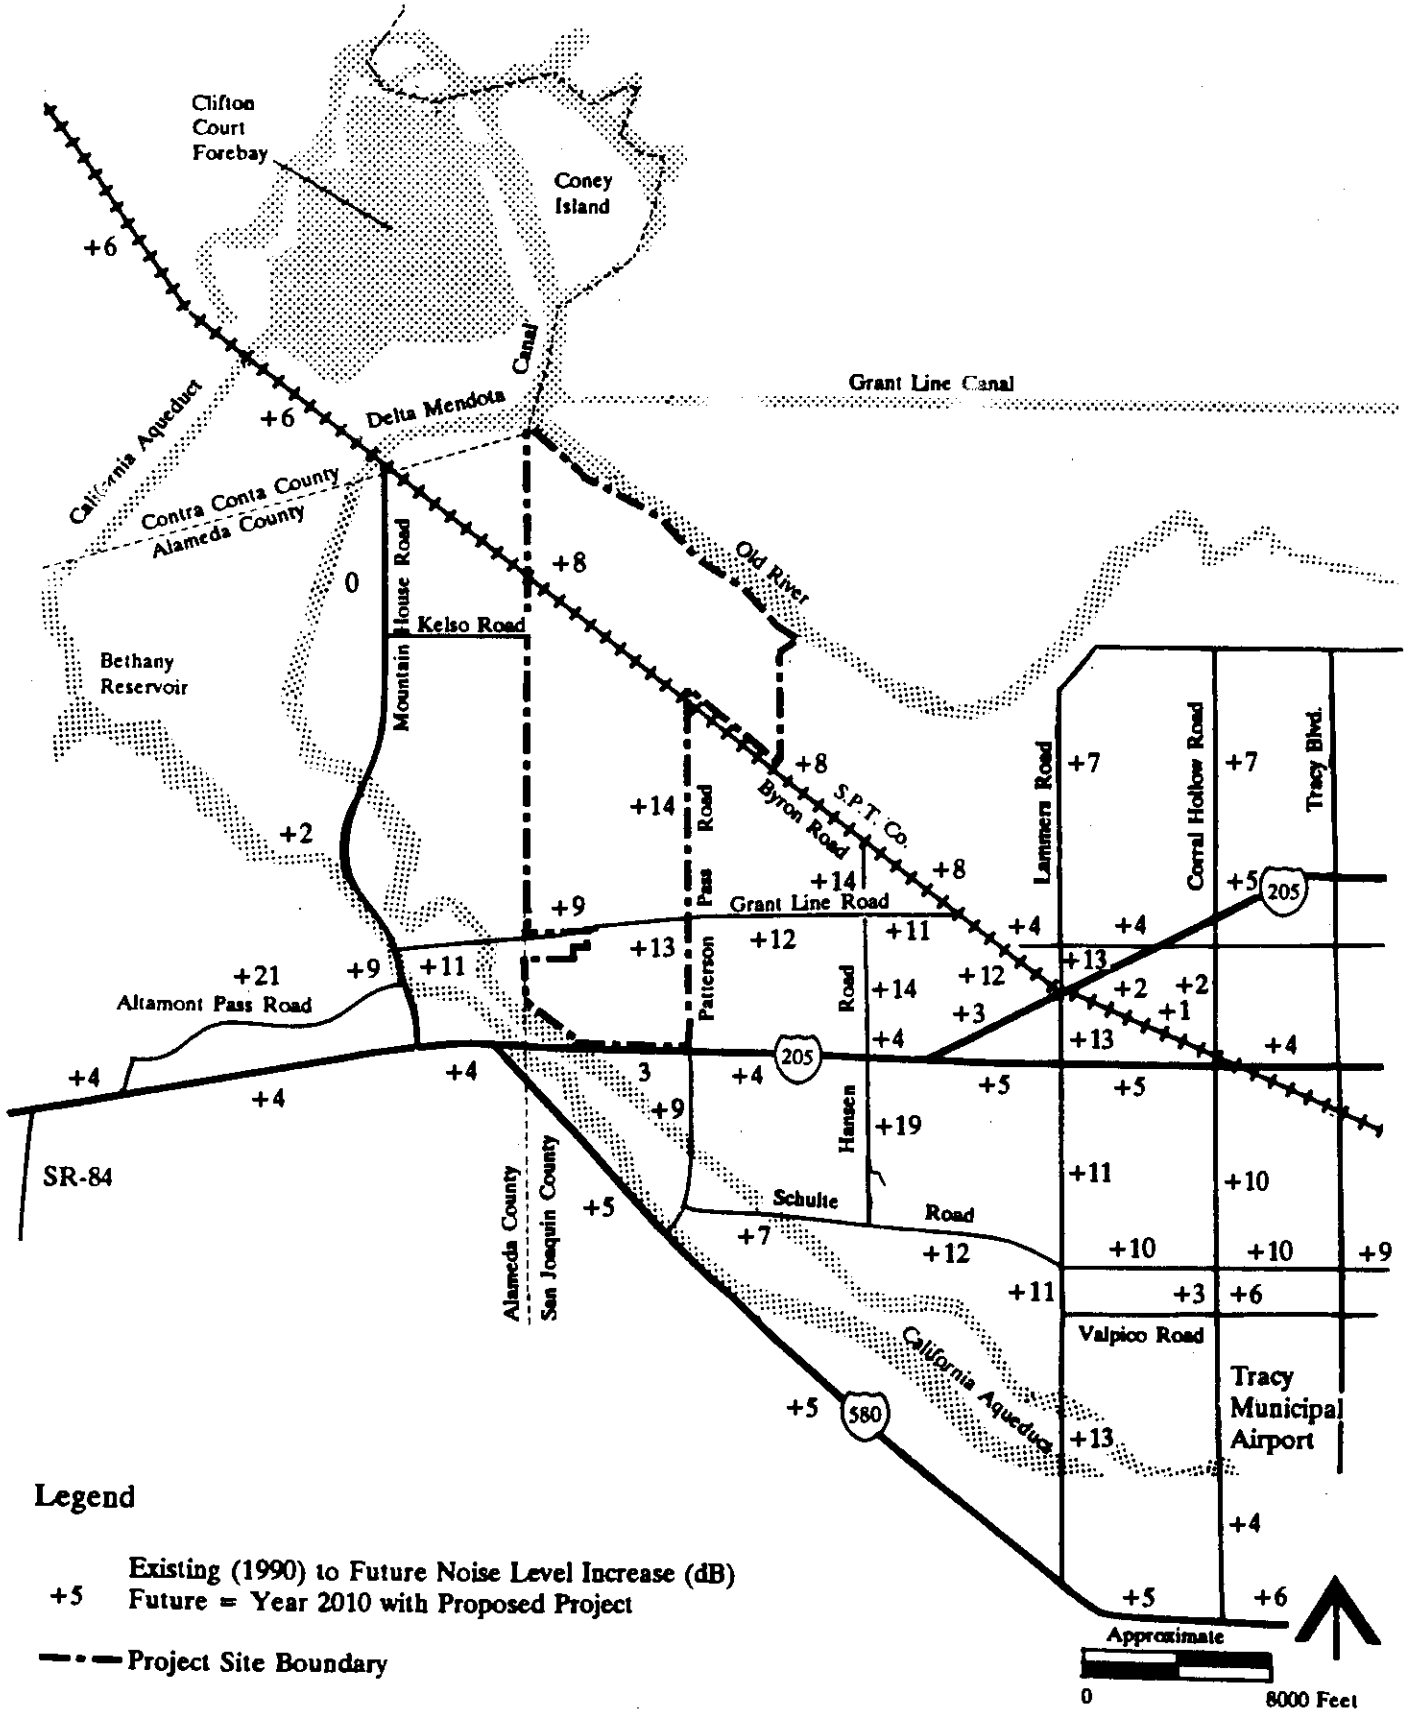 Clifton
Court
Forebay
Coney
Island
+6
Canal
Grant Line Canal
California Aqueduct
+6
Delta Mendota
Contra Conta County
Alameda County
0
Mountain House Road
Kelso Road
+8
Old River
Bethany
Reservoir
+2
+14
Patterson Pass Road
+8
S.P.T. Co.
Byron Road
+14
+8
Lammers Road
+7
Corral Hollow Road
+7
Tracy Blvd.
+5
205
+9
Grant Line Road
+13
+12
+11
+4
+4
+21
+9
+11
Altamont Pass Road
Hansen Road
+14
+12
+13
+2
+2
+1
+3
+4
+13
+4
205
+4
+4
+4
3
+4
+5
+5
+9
+19
SR-84
Alameda County
San Joaquin County
+5
+11
+10
Schulte Road
+7
+12
+10
+10
+9
+11
+3
+6
Valpico Road
California Aqueduct
Tracy
Municipal
Airport
+5
580
+13
+4
+5
+6
Legend
+5
Existing (1990) to Future Noise Level Increase (dB)
Future = Year 2010 with Proposed Project
Project Site Boundary
Approximate
0
8000 Feet